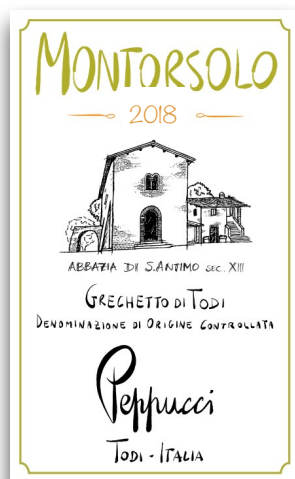 MONTORSOLO
2018
ABBAZIA DI S.ANTIMO SEC. XIII
GRECHETTO DI TODI
DENOMINAZIONE DI ORIGINE CONTROLLATA
Peppucci
TODI - ITALIA